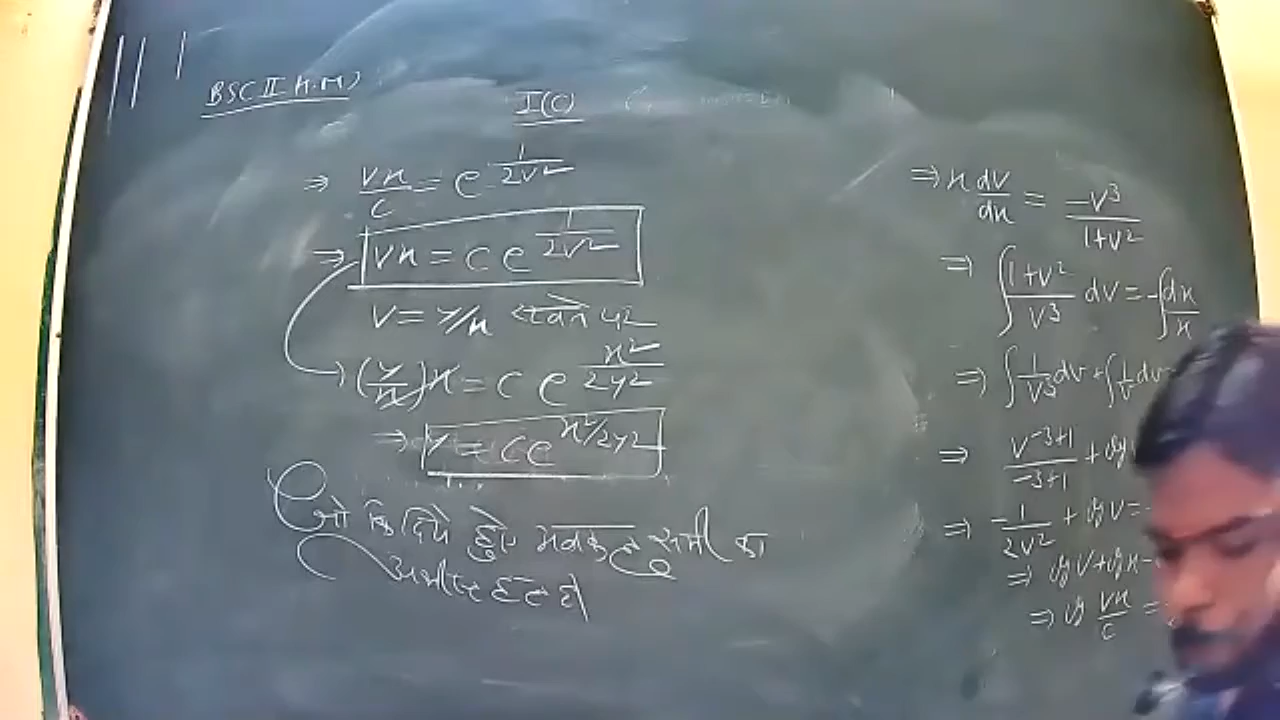 BSC II
I(C)
⇒ vx/c = e^(1/2v²)
⇒ vx = c e^(1/2v²)
v = y/x रखने पर
→ (y/x)x = c e^(x²/2y²)
⇒ y = ce^(x²/2y²)
जो कि दिये हुए अवकल समी का
अभीष्ट हल है
⇒ x dv/dx = -v³/(1+v²)
⇒ ∫ (1+v²)/v³ dv = -∫ dx/x
⇒ ∫ 1/v³ dv + ∫ 1/v dv
⇒ v^(-3+1)/(-3+1) + log
⇒ -1/2v² + log v = -
⇒ log v + log x -
⇒ log vx/c =